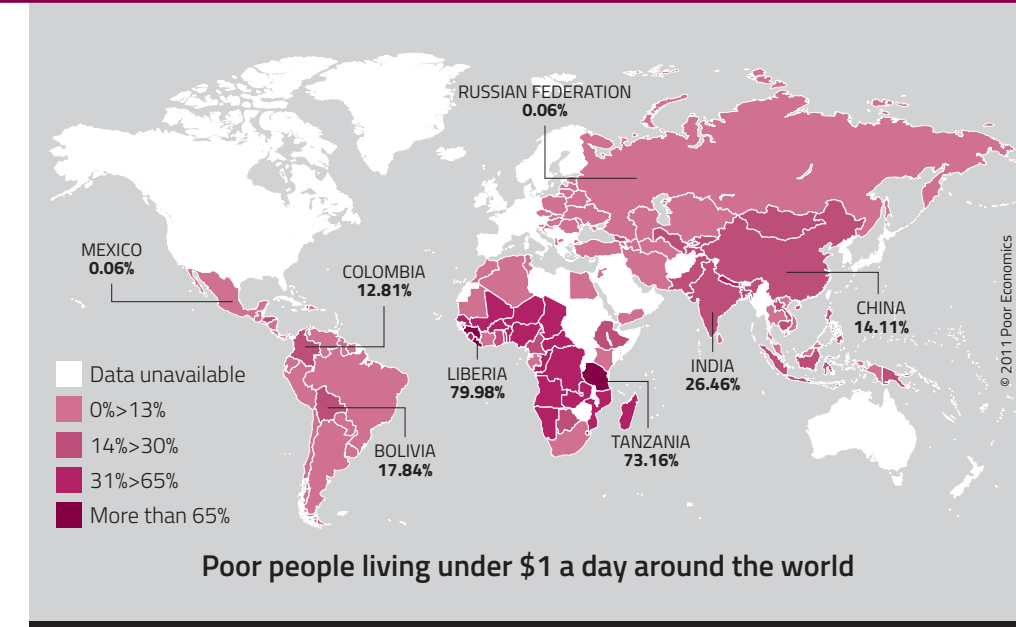 RUSSIAN FEDERATION
0.06%
MEXICO
0.06%
COLOMBIA
12.81%
CHINA
14.11%
INDIA
26.46%
LIBERIA
79.98%
TANZANIA
73.16%
BOLIVIA
17.84%
Data unavailable
0%>13%
14%>30%
31%>65%
More than 65%
© 2011 Poor Economics
Poor people living under $1 a day around the world